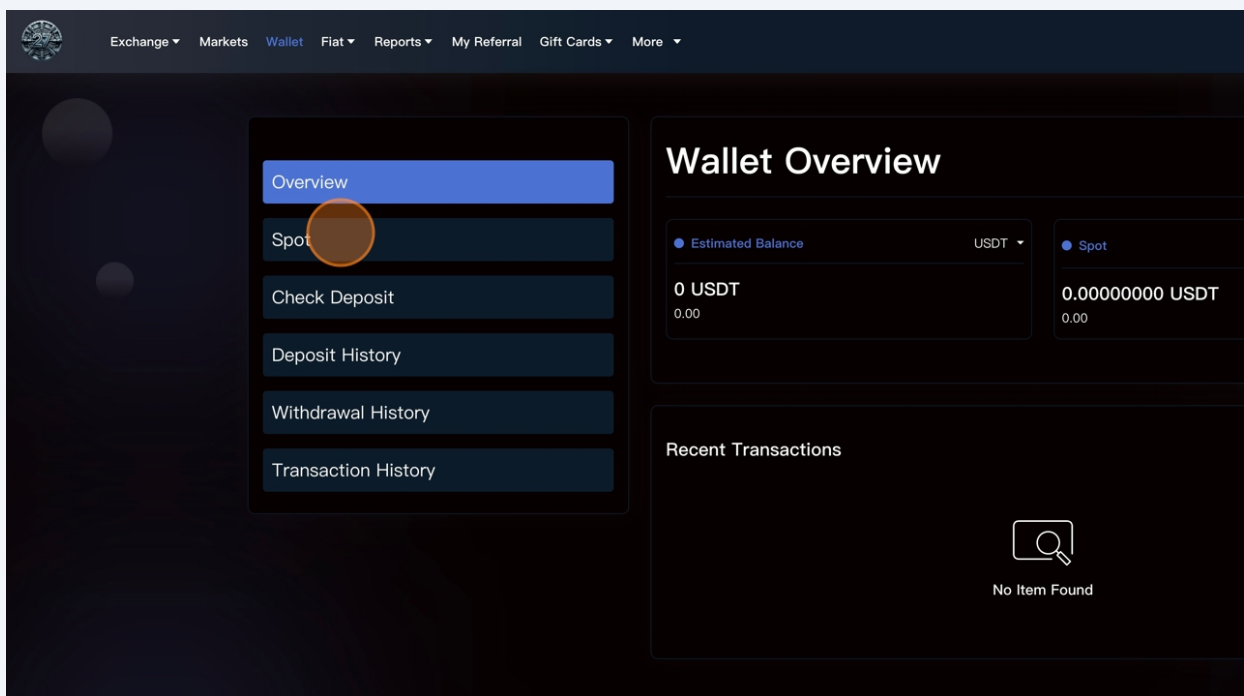 27
Exchange Markets Wallet Fiat Reports My Referral Gift Cards More
Overview
Spot
Check Deposit
Deposit History
Withdrawal History
Transaction History
Wallet Overview
Estimated Balance USDT
0 USDT
0.00
Spot
0.00000000 USDT
0.00
Recent Transactions
No Item Found